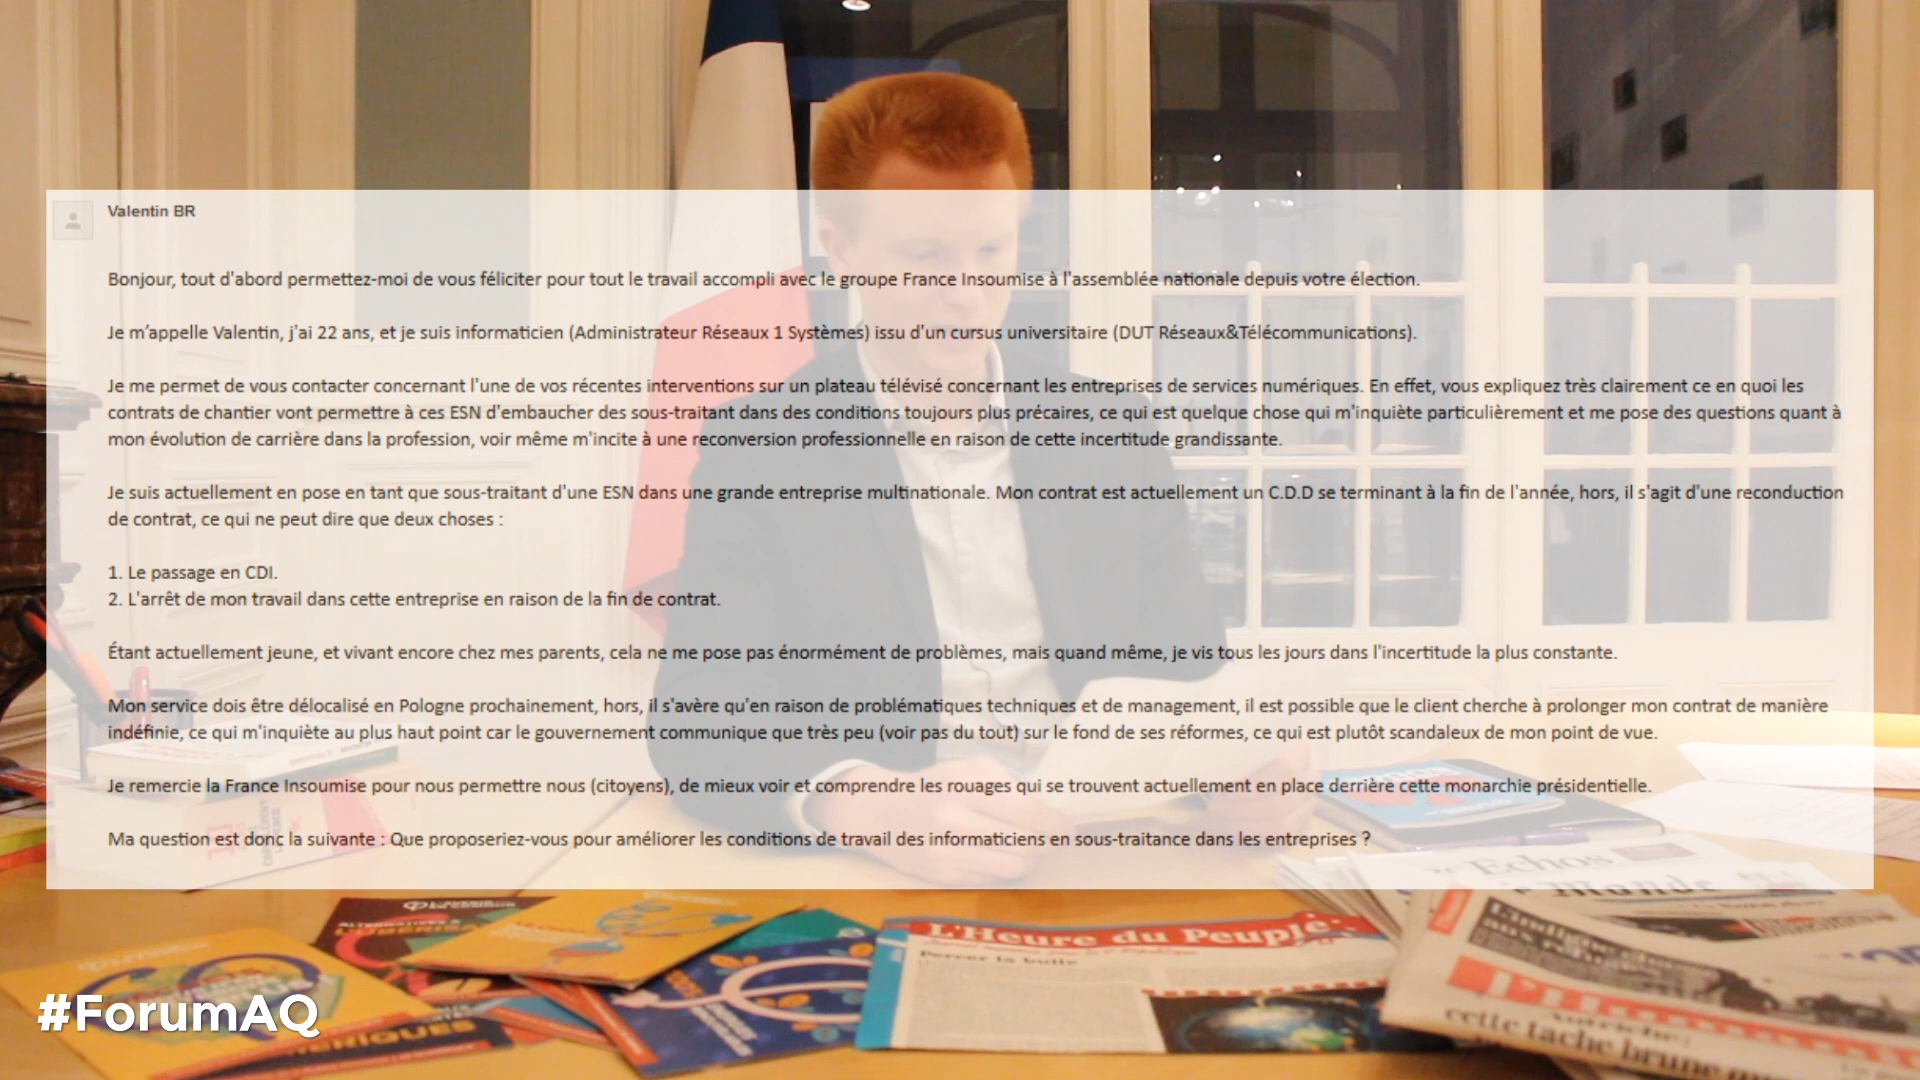 Valentin BR
Bonjour, tout d'abord permettez-moi de vous féliciter pour tout le travail accompli avec le groupe France Insoumise à l'assemblée nationale depuis votre élection.
Je m'appelle Valentin, j'ai 22 ans, et je suis informaticien (Administrateur Réseaux 1 Systèmes) issu d'un cursus universitaire (DUT Réseaux&Télécommunications).
Je me permet de vous contacter concernant l'une de vos récentes interventions sur un plateau télévisé concernant les entreprises de services numériques. En effet, vous expliquez très clairement ce en quoi les
contrats de chantier vont permettre à ces ESN d'embaucher des sous-traitant dans des conditions toujours plus précaires, ce qui est quelque chose qui m'inquiète particulièrement et me pose des questions quant à
mon évolution de carrière dans la profession, voir même m'incite à une reconversion professionnelle en raison de cette incertitude grandissante.
Je suis actuellement en pose en tant que sous-traitant d'une ESN dans une grande entreprise multinationale. Mon contrat est actuellement un C.D.D se terminant à la fin de l'année, hors, il s'agit d'une reconduction
de contrat, ce qui ne peut dire que deux choses :
1. Le passage en CDI.
2. L'arrêt de mon travail dans cette entreprise en raison de la fin de contrat.
Étant actuellement jeune, et vivant encore chez mes parents, cela ne me pose pas énormément de problèmes, mais quand même, je vis tous les jours dans l'incertitude la plus constante.
Mon service dois être délocalisé en Pologne prochainement, hors, il s'avère qu'en raison de problématiques techniques et de management, il est possible que le client cherche à prolonger mon contrat de manière
indéfinie, ce qui m'inquiète au plus haut point car le gouvernement communique que très peu (voir pas du tout) sur le fond de ses réformes, ce qui est plutôt scandaleux de mon point de vue.
Je remercie la France Insoumise pour nous permettre nous (citoyens), de mieux voir et comprendre les rouages qui se trouvent actuellement en place derrière cette monarchie présidentielle.
Ma question est donc la suivante : Que proposeriez-vous pour améliorer les conditions de travail des informaticiens en sous-traitance dans les entreprises ?
Echos
Monde
L'Heure du Peuple
Percer la bulle
cette tache brune
#ForumAQ